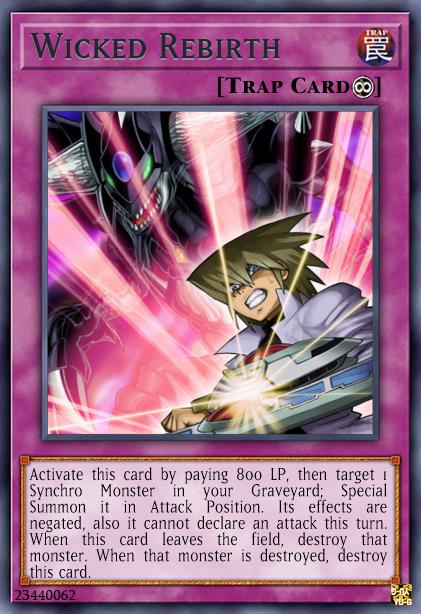 Wicked Rebirth
TRAP
罠
[Trap Card]
Activate this card by paying 800 LP, then target 1
Synchro Monster in your Graveyard; Special
Summon it in Attack Position. Its effects are
negated, also it cannot declare an attack this turn.
When this card leaves the field, destroy that
monster. When that monster is destroyed, destroy
this card.
23440062